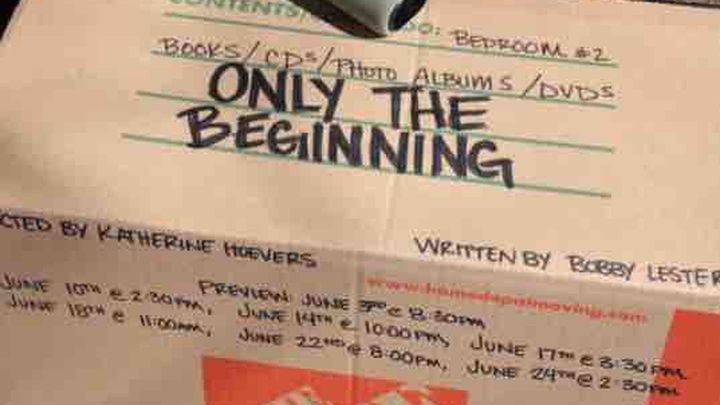 CONTENTS/ GO: BEDROOM #2
BOOKS/CDS/PHOTO ALBUMS/DVDS
ONLY THE
BEGINNING
CTED BY KATHERINE HOEVERS WRITTEN BY BOBBY LESTER
www.homedepotmoving.com
PREVIEW: JUNE 9TH @ 8:30PM
JUNE 10TH @ 2:30PM, JUNE 14TH @ 10:00PM, JUNE 17TH @ 3:30PM
JUNE 18TH @ 11:00AM, JUNE 22ND @ 8:00PM, JUNE 24TH @ 2:30PM